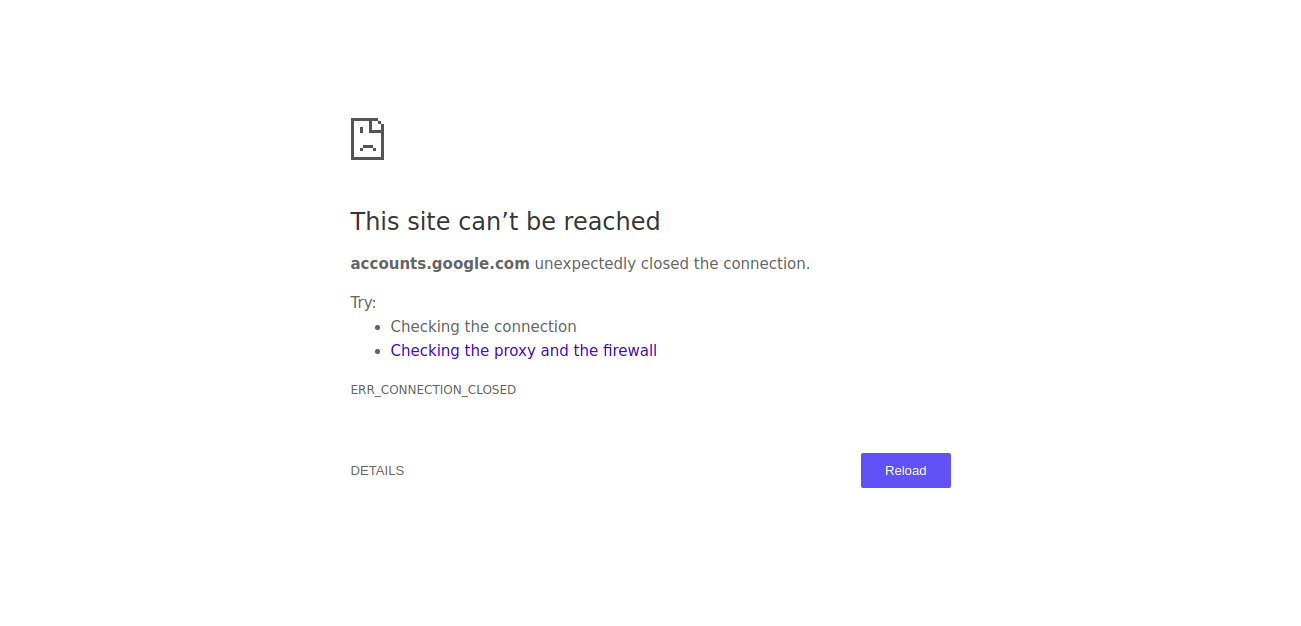 This site can’t be reached
accounts.google.com unexpectedly closed the connection.
Try:
Checking the connection
Checking the proxy and the firewall
ERR_CONNECTION_CLOSED
DETAILS
Reload